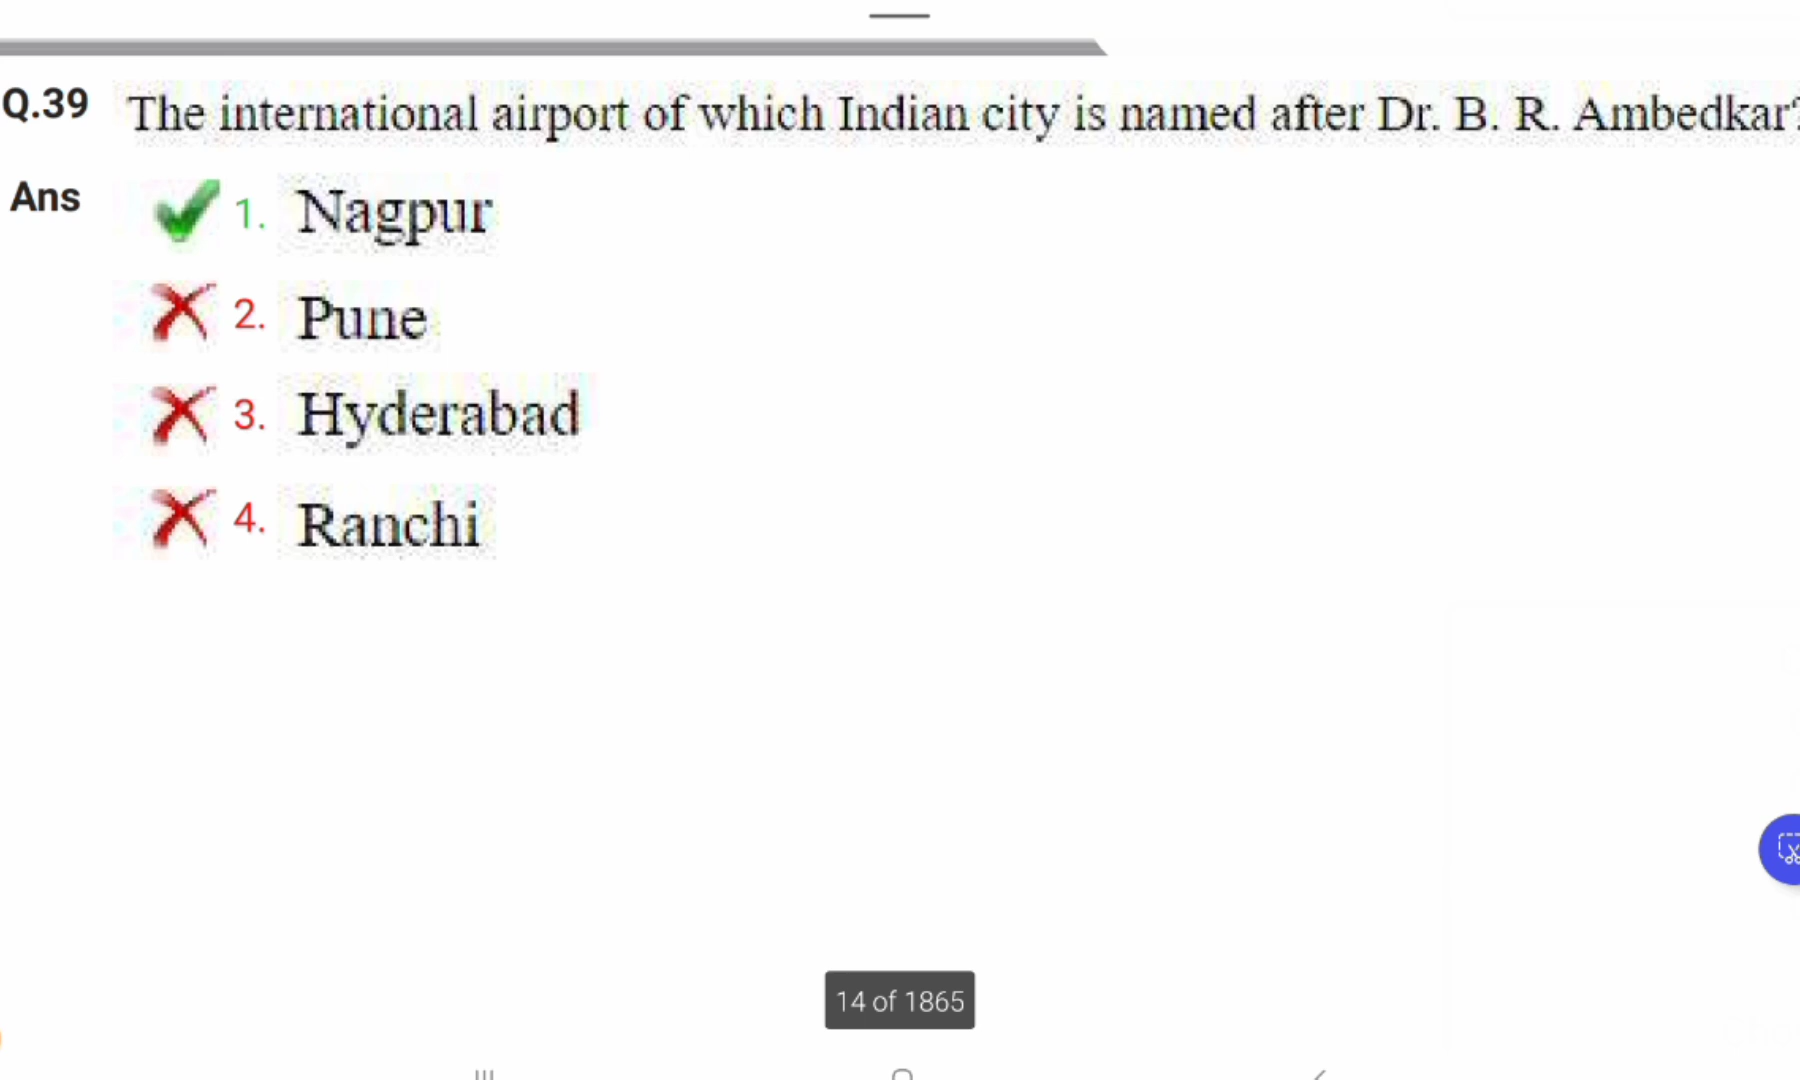 Q.39 The international airport of which Indian city is named after Dr. B. R. Ambedkar?
Ans 1. Nagpur
2. Pune
3. Hyderabad
4. Ranchi
14 of 1865